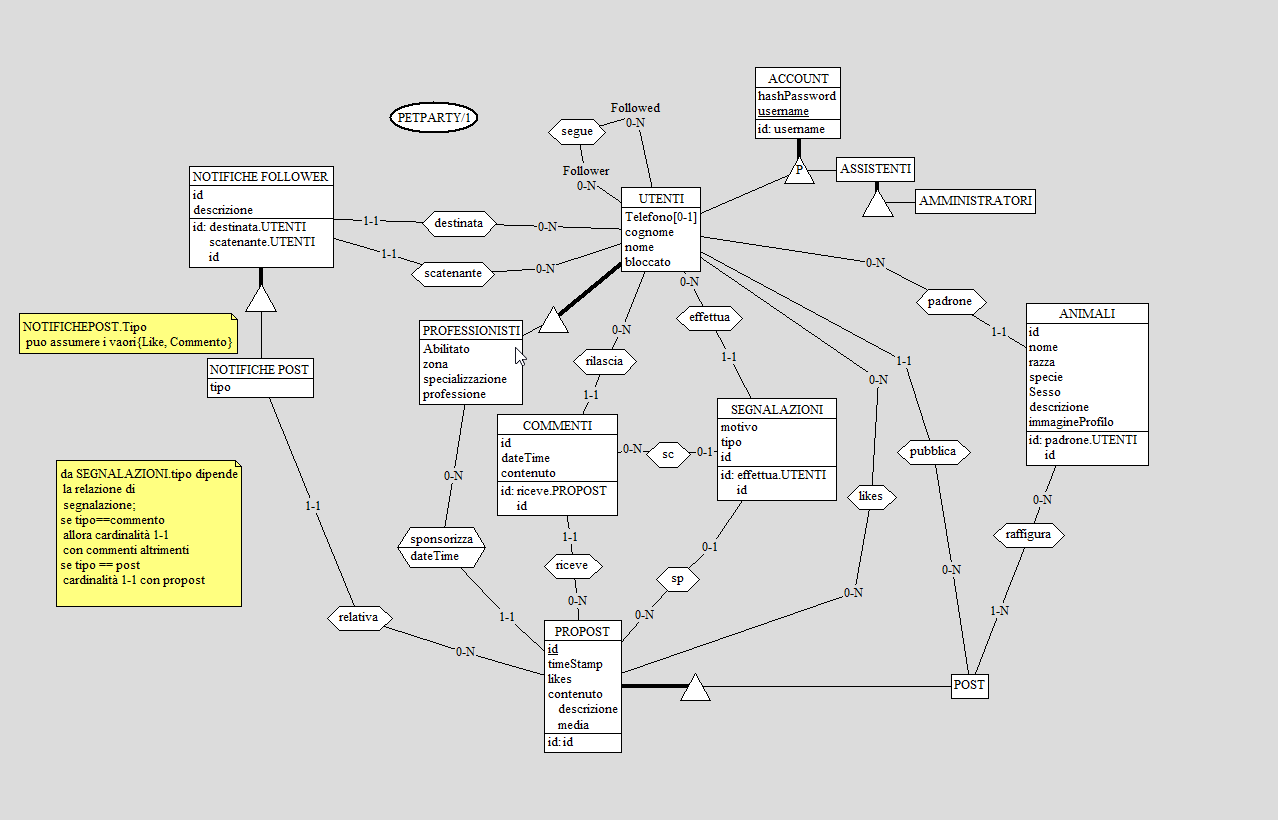 PETPARTY/1
ACCOUNT
hashPassword
username
id: username
P
ASSISTENTI
AMMINISTRATORI
Followed
0-N
segue
Follower
0-N
UTENTI
Telefono[0-1]
cognome
nome
bloccato
NOTIFICHE FOLLOWER
id
descrizione
id: destinata.UTENTI
scatenante.UTENTI
id
1-1
destinata
0-N
1-1
scatenante
0-N
NOTIFICHEPOST.Tipo
puo assumere i vaori{Like, Commento}
NOTIFICHE POST
tipo
PROFESSIONISTI
Abilitato
zona
specializzazione
professione
0-N
rilascia
1-1
0-N
effettua
1-1
0-N
padrone
1-1
ANIMALI
id
nome
razza
specie
Sesso
descrizione
immagineProfilo
id: padrone.UTENTI
id
COMMENTI
id
dateTime
contenuto
id: riceve.PROPOST
id
0-N
sc
0-1
SEGNALAZIONI
motivo
tipo
id
id: effettua.UTENTI
id
0-N
likes
0-N
1-1
pubblica
0-N
0-N
raffigura
1-N
da SEGNALAZIONI.tipo dipende
la relazione di
segnalazione;
se tipo==commento
allora cardinalità 1-1
con commenti altrimenti
se tipo == post
cardinalità 1-1 con propost
1-1
relativa
0-N
0-N
sponsorizza
dateTime
1-1
1-1
riceve
0-N
0-1
sp
0-N
PROPOST
id
timeStamp
likes
contenuto
descrizione
media
id: id
POST